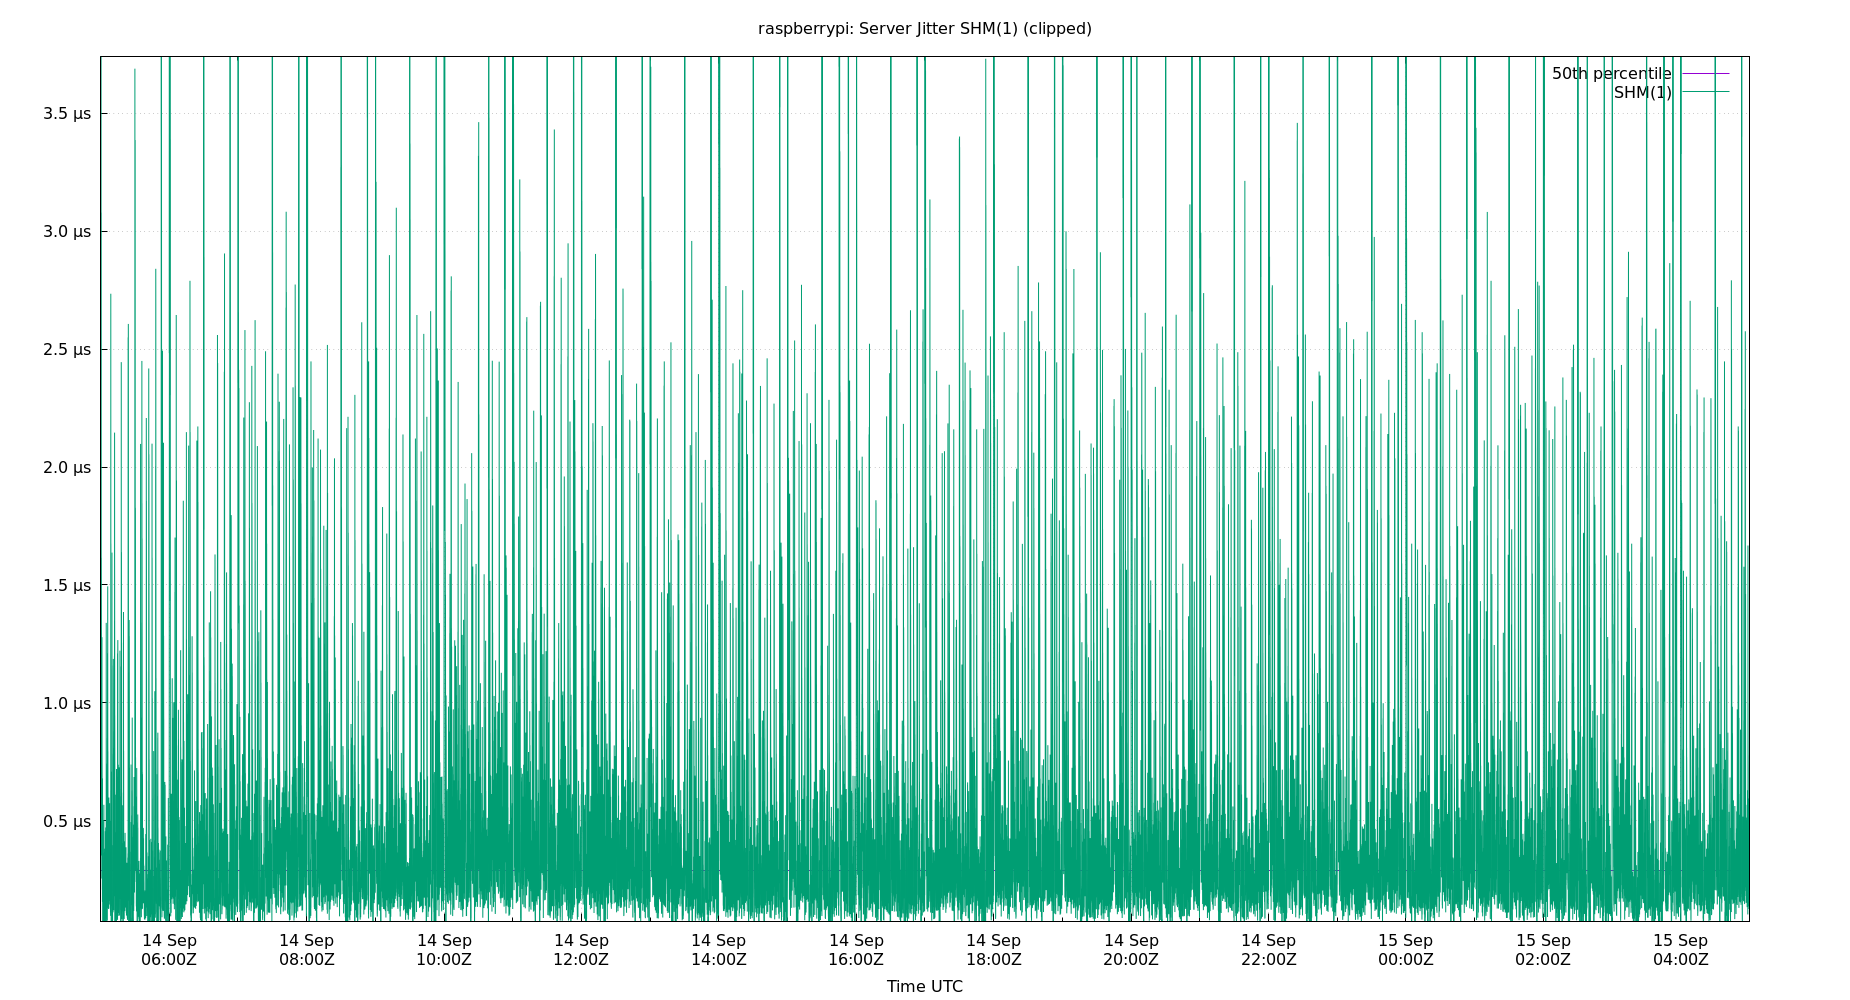 raspberrypi: Server Jitter SHM(1) (clipped)
50th percentile
SHM(1)
3.5 μs
3.0 μs
2.5 μs
2.0 μs
1.5 μs
1.0 μs
0.5 μs
14 Sep 14 Sep 14 Sep 14 Sep 14 Sep 14 Sep 14 Sep 14 Sep 14 Sep 15 Sep 15 Sep 15 Sep
06:00Z 08:00Z 10:00Z 12:00Z 14:00Z 16:00Z 18:00Z 20:00Z 22:00Z 00:00Z 02:00Z 04:00Z
Time UTC